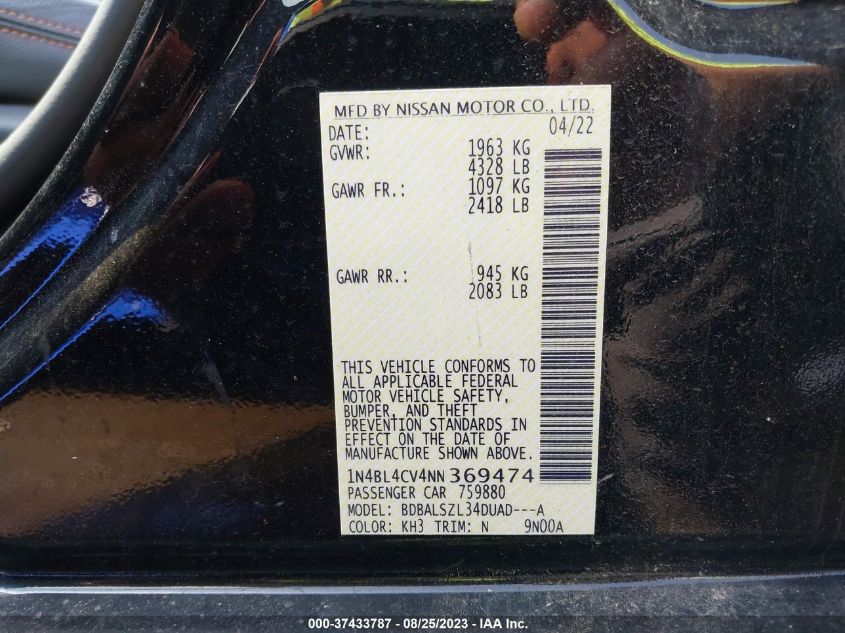 MFD BY NISSAN MOTOR CO., LTD.
DATE: 04/22
GVWR: 1963 KG
4328 LB
GAWR FR.: 1097 KG
2418 LB
GAWR RR.: 945 KG
2083 LB
THIS VEHICLE CONFORMS TO
ALL APPLICABLE FEDERAL
MOTOR VEHICLE SAFETY,
BUMPER, AND THEFT
PREVENTION STANDARDS IN
EFFECT ON THE DATE OF
MANUFACTURE SHOWN ABOVE.
1N4BL4CV4NN369474
PASSENGER CAR 759880
MODEL: BDBALSZL34DUAD---A
COLOR: KH3 TRIM: N 9N00A
000-37433787 - 08/25/2023 - IAA Inc.